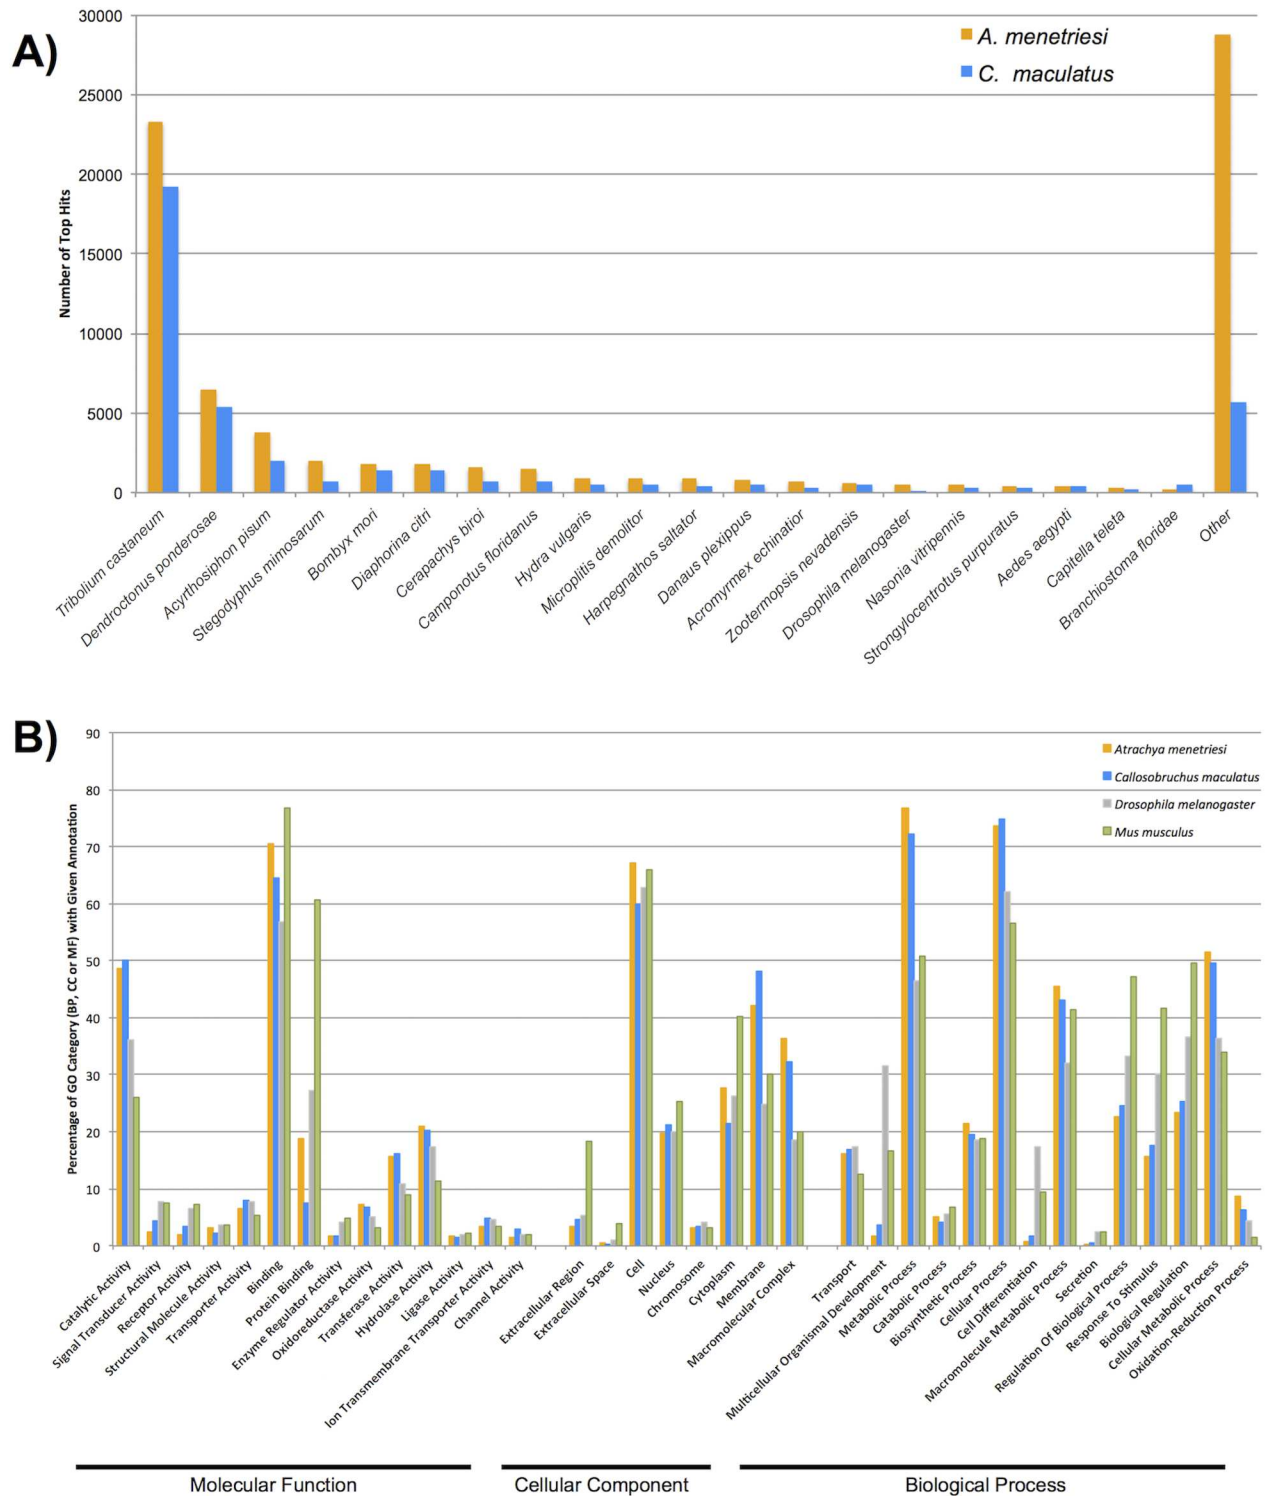 A)
30000
25000
20000
15000
10000
5000
0
Number of Top Hits
A. menetriesi
C. maculatus
Tribolium castaneum
Dendroctonus ponderosae
Acyrthosiphon pisum
Stegodyphus mimosarum
Bombyx mori
Diaphorina citri
Cerapachys biroi
Camponotus floridanus
Hydra vulgaris
Microplitis demolitor
Harpegnathos saltator
Danaus plexippus
Acromyrmex echinatior
Zootermopsis nevadensis
Drosophila melanogaster
Nasonia vitripennis
Strongylocentrotus purpuratus
Aedes aegypti
Capitella teleta
Branchiostoma floridae
Other
B)
90
80
70
60
50
40
30
20
10
0
Percentage of GO Category (BP, CC or MF) with Given Annotation
Atrachya menetriesi
Callosobruchus maculatus
Drosophila melanogaster
Mus musculus
Catalytic Activity
Signal Transducer Activity
Receptor Activity
Structural Molecule Activity
Transporter Activity
Binding
Protein Binding
Enzyme Regulator Activity
Oxidoreductase Activity
Transferase Activity
Hydrolase Activity
Ligase Activity
Ion Transmembrane Transporter Activity
Channel Activity
Extracellular Region
Extracellular Space
Cell
Nucleus
Chromosome
Cytoplasm
Membrane
Macromolecular Complex
Transport
Multicellular Organismal Development
Metabolic Process
Catabolic Process
Biosynthetic Process
Cellular Process
Cell Differentiation
Macromolecule Metabolic Process
Secretion
Regulation Of Biological Process
Response To Stimulus
Biological Regulation
Cellular Metabolic Process
Oxidation-Reduction Process
Molecular Function
Cellular Component
Biological Process